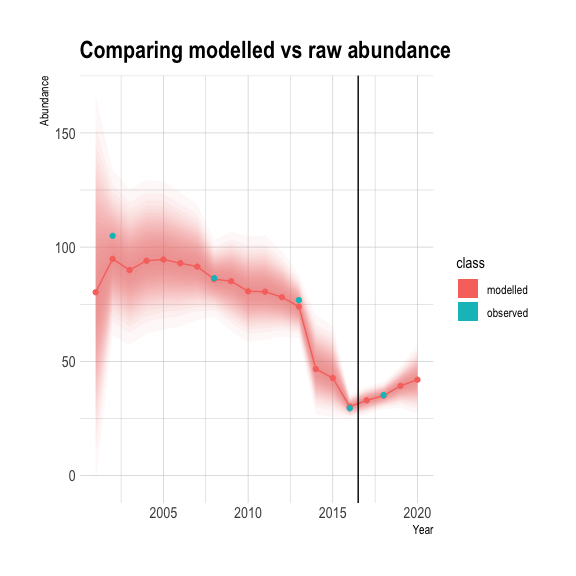 Comparing modelled vs raw abundance
Abundance
150
100
50
0
2005 2010 2015 2020
Year
class
modelled
observed